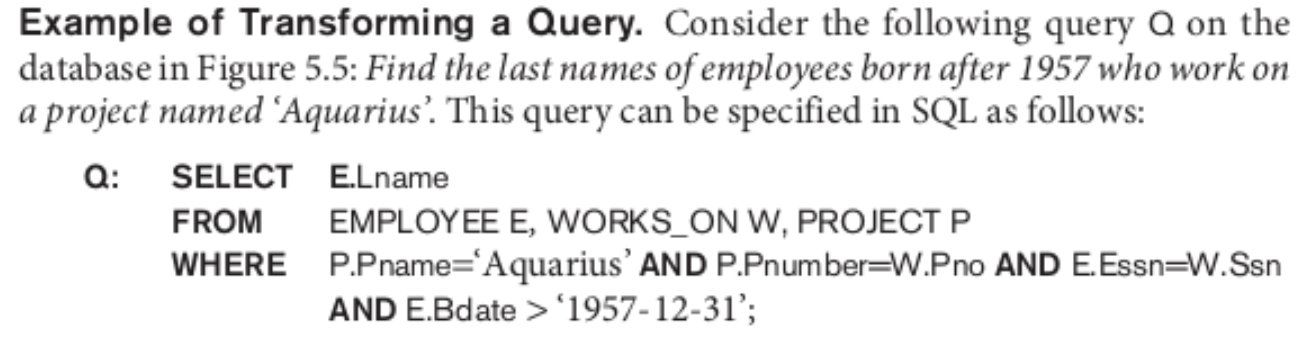 Example of Transforming a Query. Consider the following query Q on the
database in Figure 5.5: Find the last names of employees born after 1957 who work on
a project named ‘Aquarius’. This query can be specified in SQL as follows:
Q: SELECT E.Lname
FROM EMPLOYEE E, WORKS_ON W, PROJECT P
WHERE P.Pname=‘Aquarius’ AND P.Pnumber=W.Pno AND E.Essn=W.Ssn
AND E.Bdate > ‘1957-12-31’;